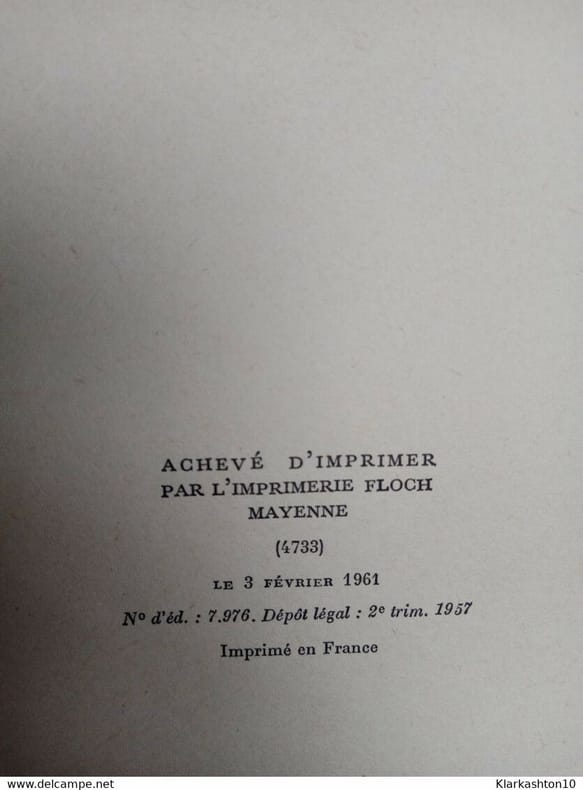 ACHEVÉ D'IMPRIMER
PAR L'IMPRIMERIE FLOCH
MAYENNE
(4733)
LE 3 FÉVRIER 1961
Nº d'éd. : 7.976. Dépôt légal : 2e trim. 1957
Imprimé en France
www.delcampe.net
Klarkashton10